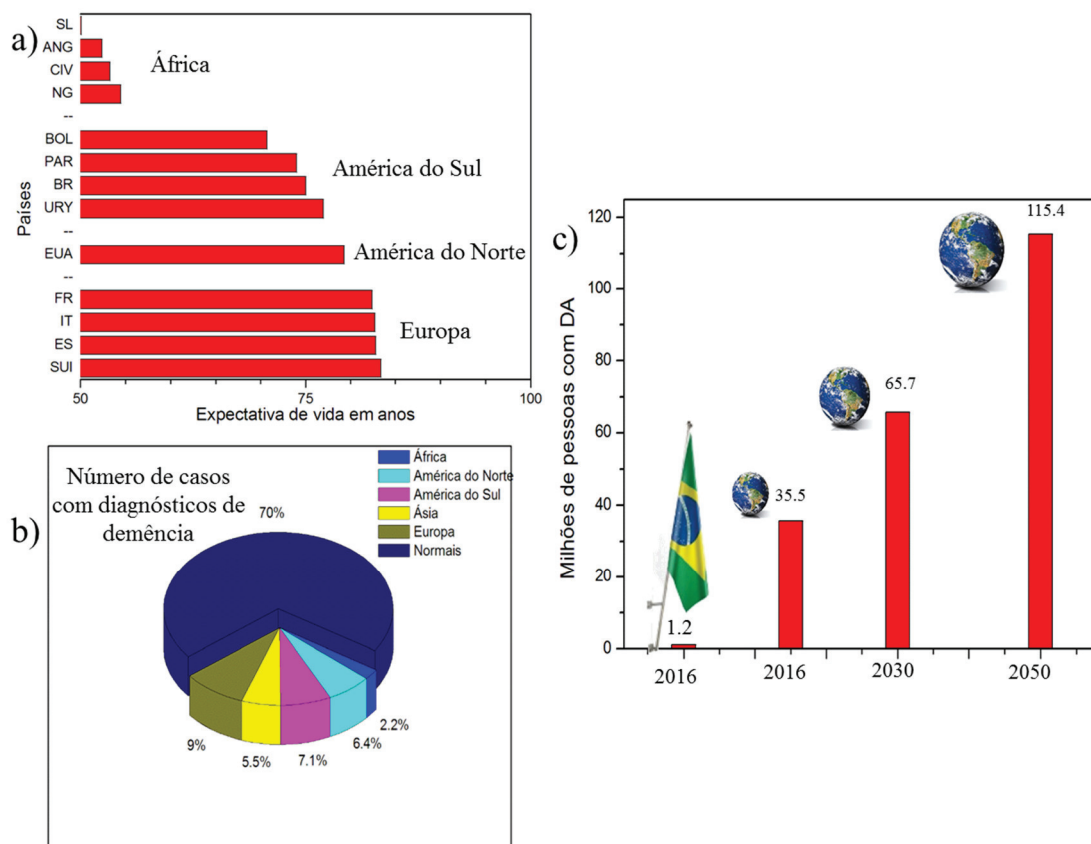 a)
SL
ANG
CIV
NG
--
BOL
PAR
BR
URY
--
EUA
--
FR
IT
ES
SUI
Países
África
América do Sul
América do Norte
Europa
50
75
100
Expectativa de vida em anos
b)
Número de casos
com diagnósticos de
demência
África
América do Norte
América do Sul
Ásia
Europa
Normais
70%
9%
5.5%
7.1%
6.4%
2.2%
c)
Milhões de pessoas com DA
120
100
80
60
40
20
0
1.2
35.5
65.7
115.4
2016
2016
2030
2050